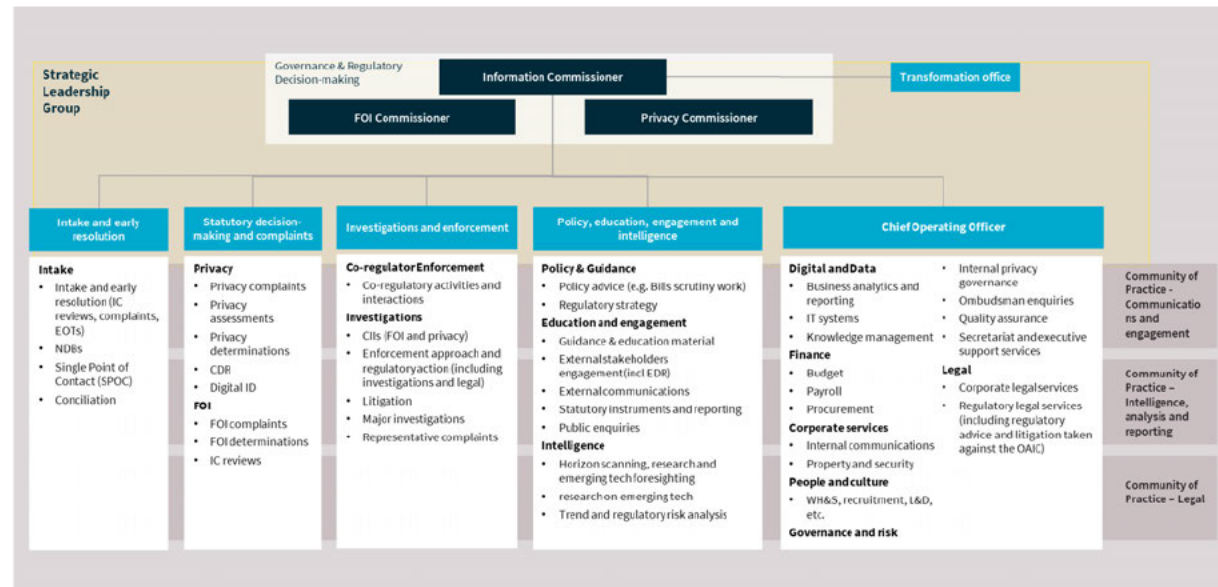 Strategic
Leadership
Group
Governance & Regulatory
Decision-making
Information Commissioner
Transformation office
FOI Commissioner
Privacy Commissioner
Intake and early
resolution
Intake
• Intake and early
resolution (IC
reviews, complaints,
EOTs)
• NDBs
• Single Point of
Contact (SPOC)
• Conciliation
Statutory decision-
making and complaints
Privacy
• Privacy complaints
• Privacy
assessments
• Privacy
determinations
• CDR
• Digital ID
FOI
• FOI complaints
• FOI determinations
• IC reviews
Investigations and enforcement
Co-regulator Enforcement
• Co-regulatory activities and
interactions
Investigations
• CIIs (FOI and privacy)
• Enforcement approach and
regulatory action (including
investigations and legal)
• Litigation
• Major investigations
• Representative complaints
Policy, education, engagement and
intelligence
Policy & Guidance
• Policy advice (e.g. Bills scrutiny work)
• Regulatory strategy
Education and engagement
• Guidance & education material
• External stakeholders
engagement (incl EDR)
• External communications
• Statutory instruments and reporting
• Public enquiries
Intelligence
• Horizon scanning, research and
emerging tech foresighting
• research on emerging tech
• Trend and regulatory risk analysis
Chief Operating Officer
Digital and Data
• Business analytics and
reporting
• IT systems
• Knowledge management
Finance
• Budget
• Payroll
• Procurement
Corporate services
• Internal communications
• Property and security
People and culture
• WH&S, recruitment, L&D,
etc.
Governance and risk
• Internal privacy
governance
• Ombudsman enquiries
• Quality assurance
• Secretariat and executive
support services
Legal
• Corporate legal services
• Regulatory legal services
(including regulatory
advice and litigation taken
against the OAIC)
Community of
Practice -
Communicatio
ns and
engagement
Community of
Practice –
Intelligence,
analysis and
reporting
Community of
Practice – Legal